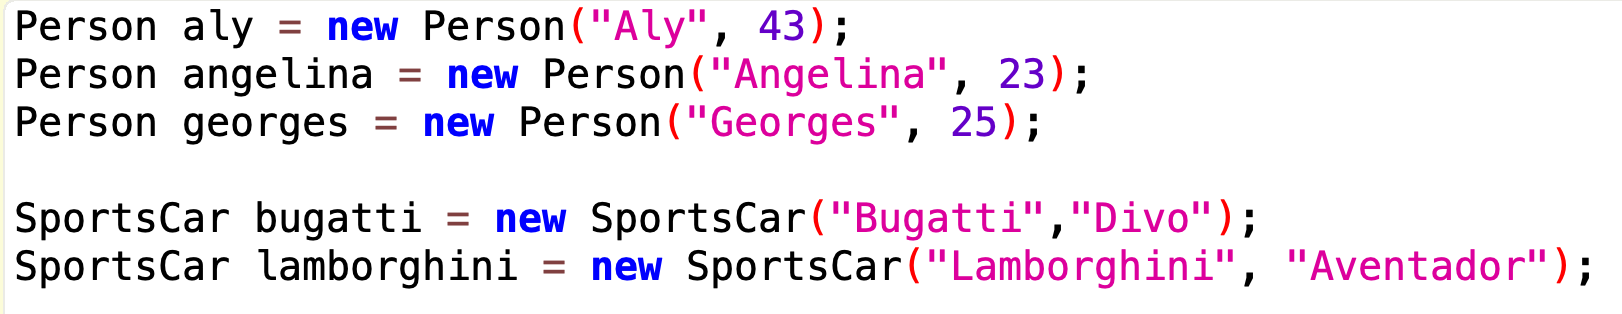 Person aly = new Person("Aly", 43);
Person angelina = new Person("Angelina", 23);
Person georges = new Person("Georges", 25);
SportsCar bugatti = new SportsCar("Bugatti","Divo");
SportsCar lamborghini = new SportsCar("Lamborghini", "Aventador");